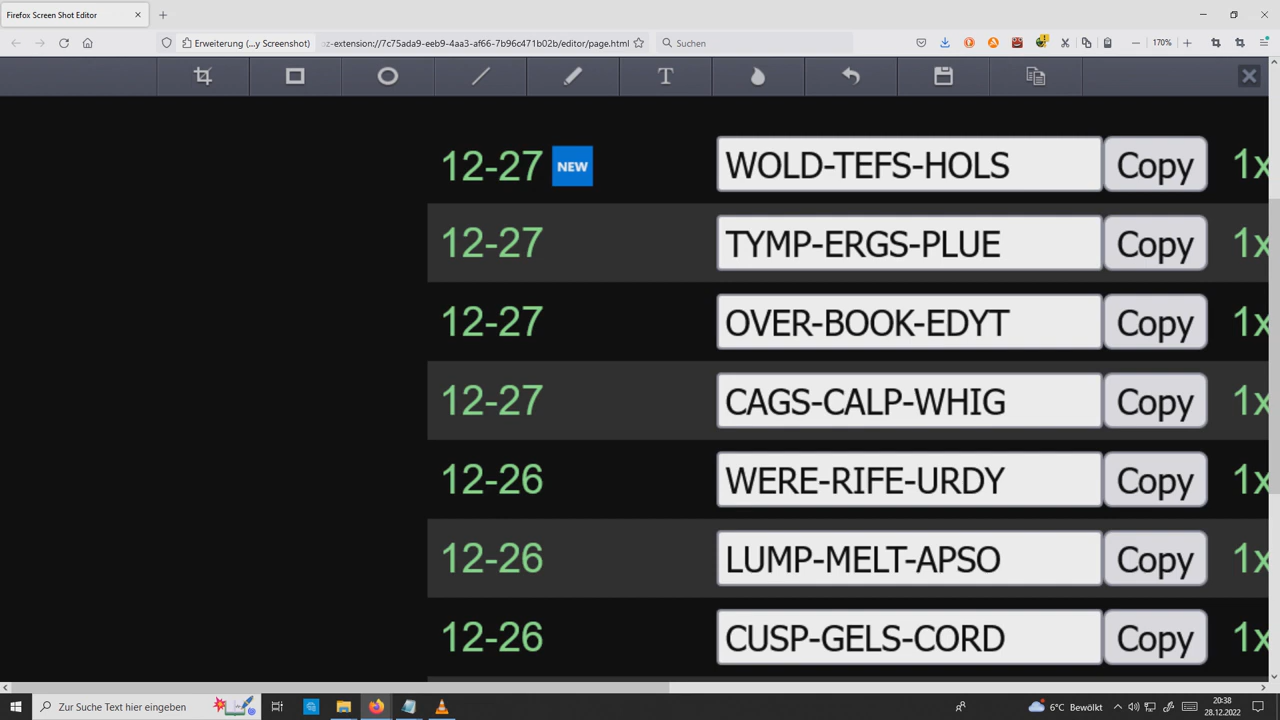 Firefox Screen Shot Editor
Erweiterung (...y Screenshot)
oz-extension://7c75ada9-eeb9-4aa3-af66-7b96c471b02b/editor/page.html
Suchen
170%
T
12-27 NEW WOLD-TEFS-HOLS Copy 1x
12-27 TYMP-ERGS-PLUE Copy 1x
12-27 OVER-BOOK-EDYT Copy 1x
12-27 CAGS-CALP-WHIG Copy 1x
12-26 WERE-RIFE-URDY Copy 1x
12-26 LUMP-MELT-APSO Copy 1x
12-26 CUSP-GELS-CORD Copy 1x
Zur Suche Text hier eingeben
6°C Bewölkt
20:38
28.12.2022